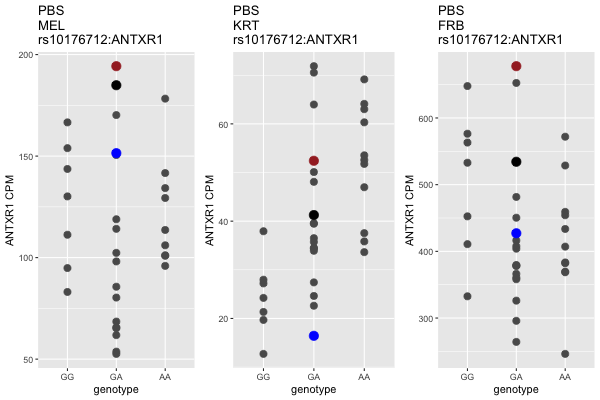 PBS
MEL
rs10176712:ANTXR1
200
150
100
50
ANTXR1 CPM
GG
GA
AA
genotype
PBS
KRT
rs10176712:ANTXR1
60
40
20
ANTXR1 CPM
GG
GA
AA
genotype
PBS
FRB
rs10176712:ANTXR1
600
500
400
300
ANTXR1 CPM
GG
GA
AA
genotype